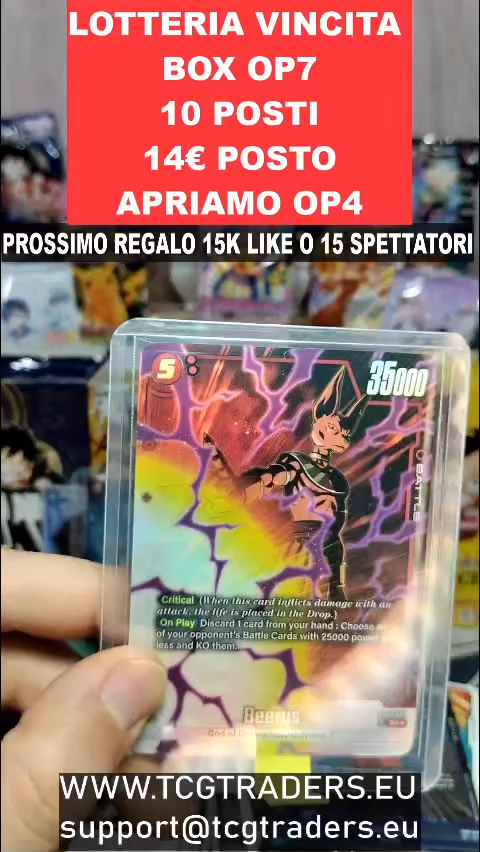 LOTTERIA VINCITA
BOX OP7
10 POSTI
14€ POSTO
APRIAMO OP4
PROSSIMO REGALO 15K LIKE O 15 SPETTATORI
5 8
35000
BATTLE
Critical (When this card inflicts damage with an
attack, the life is placed in the Drop.)
On Play Discard 1 card from your hand : Choose
of your opponent's Battle Cards with 25000 power
less and KO them.
Beerus
God of
WWW.TCGTRADERS.EU
support@tcgtraders.eu